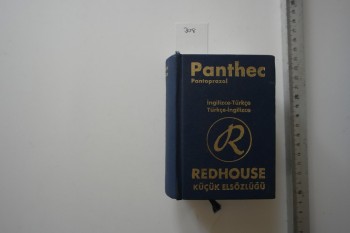 Panthec
Pantoprazol
İngilizce-Türkçe
Türkçe-İngilizce
R
REDHOUSE
KÜÇÜK ELSÖZLÜĞÜ